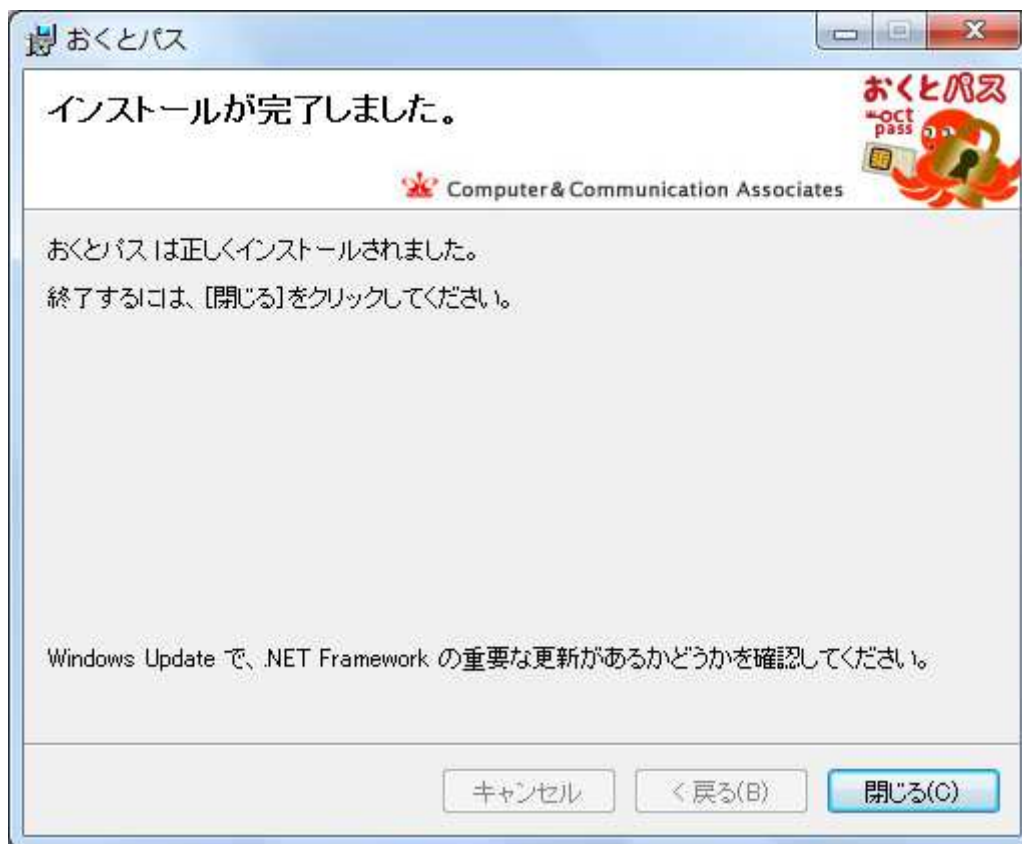 おくとパス
インストールが完了しました。
おくとパス
oct
pass
Computer & Communication Associates
おくとパス は正しくインストールされました。
終了するには、[閉じる]をクリックしてください。
Windows Update で、.NET Framework の重要な更新があるかどうかを確認してください。
キャンセル
< 戻る(B)
閉じる(C)